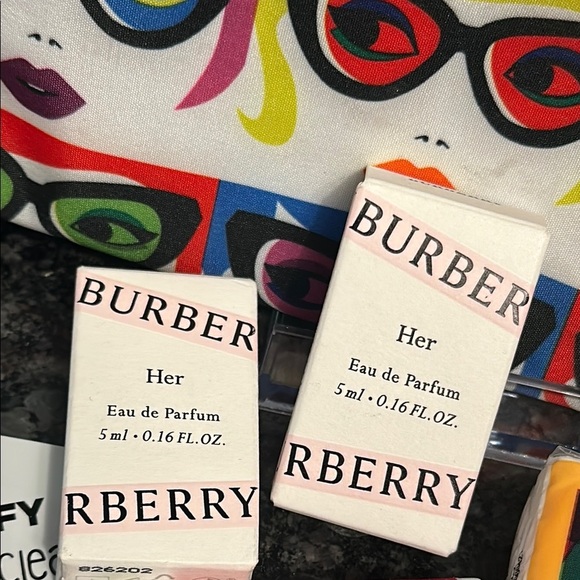 BURBER
Her
Eau de Parfum
5 ml • 0.16 FL.OZ.
RBERRY
826202
BURBER
Her
Eau de Parfum
5 ml • 0.16 FL.OZ.
RBERRY
FY
clea